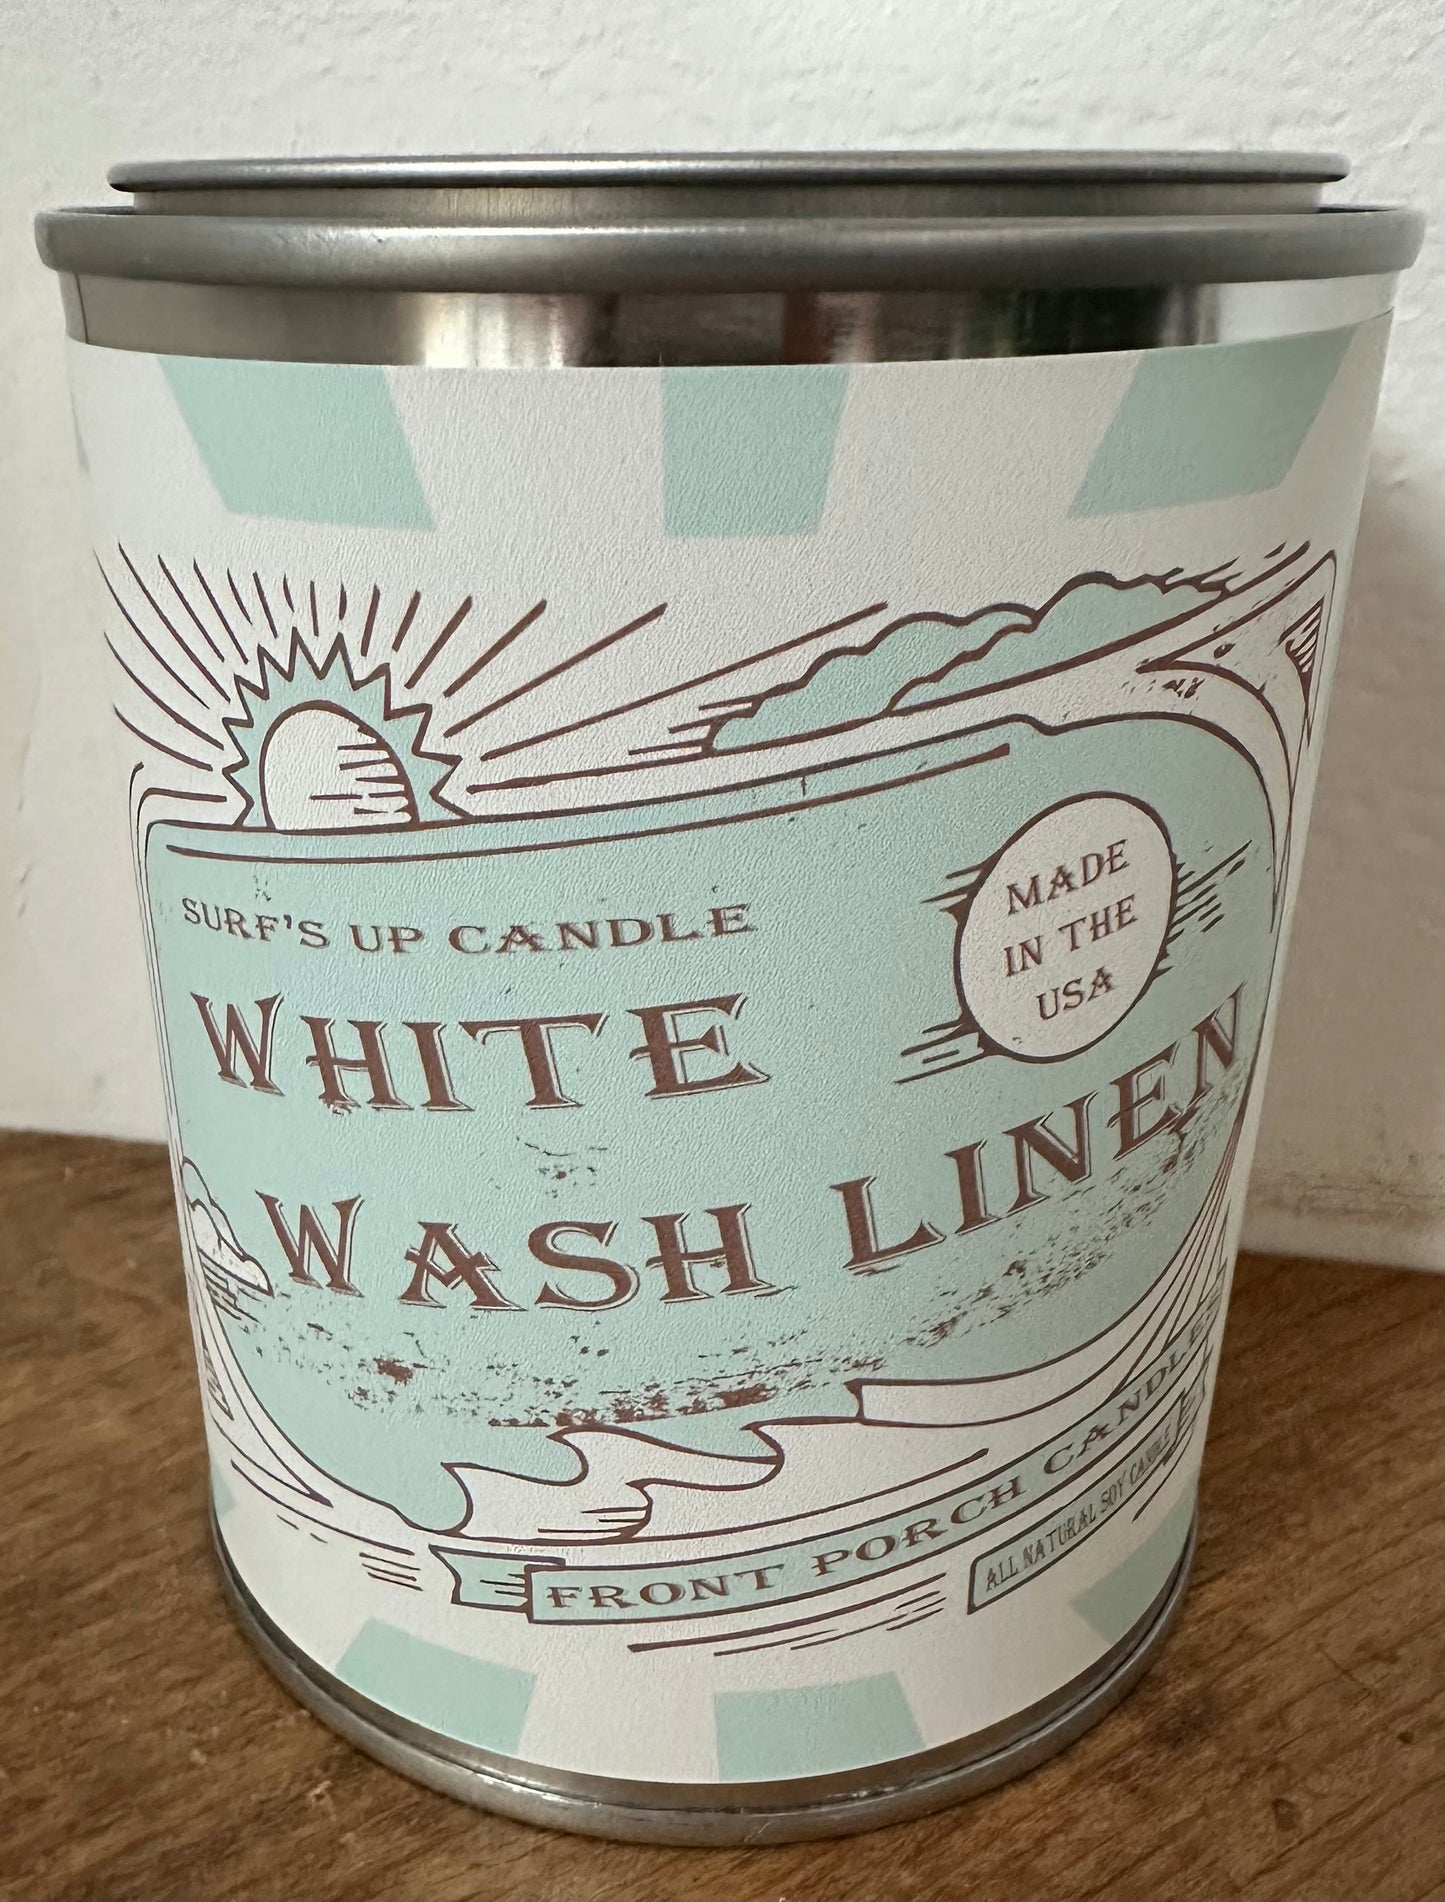 SURF'S UP CANDLE
MADE
IN THE
USA
WHITE
WASH LINEN
FRONT PORCH CANDLE
ALL NATURAL SOY CANDLE